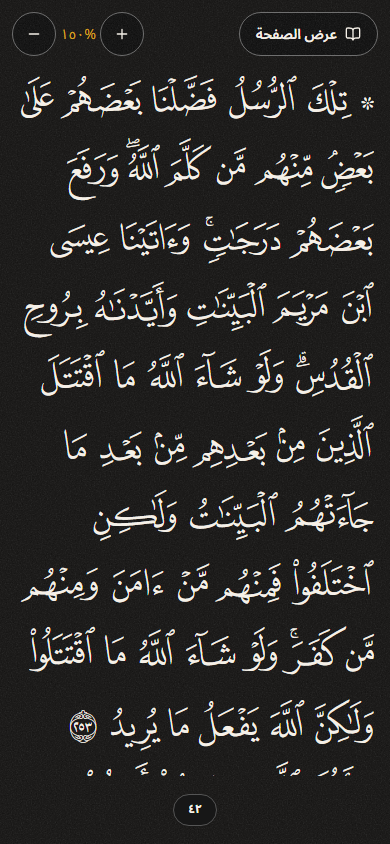 عرض الصفحة
+ ١٥٠% −
۞ تِلْكَ ٱلرُّسُلُ فَضَّلْنَا بَعْضَهُمْ عَلَىٰ
بَعْضٍۢ مِّنْهُم مَّن كَلَّمَ ٱللَّهُ ۖ وَرَفَعَ
بَعْضَهُمْ دَرَجَـٰتٍۢ ۚ وَءَاتَيْنَا عِيسَى
ٱبْنَ مَرْيَمَ ٱلْبَيِّنَـٰتِ وَأَيَّدْنَـٰهُ بِرُوحِ
ٱلْقُدُسِ ۗ وَلَوْ شَآءَ ٱللَّهُ مَا ٱقْتَتَلَ
ٱلَّذِينَ مِنۢ بَعْدِهِم مِّنۢ بَعْدِ مَا
جَآءَتْهُمُ ٱلْبَيِّنَـٰتُ وَلَـٰكِنِ
ٱخْتَلَفُوا۟ فَمِنْهُم مَّنْ ءَامَنَ وَمِنْهُم
مَّن كَفَرَ ۚ وَلَوْ شَآءَ ٱللَّهُ مَا ٱقْتَتَلُوا۟
وَلَـٰكِنَّ ٱللَّهَ يَفْعَلُ مَا يُرِيدُ ٢٥٣
٤٢